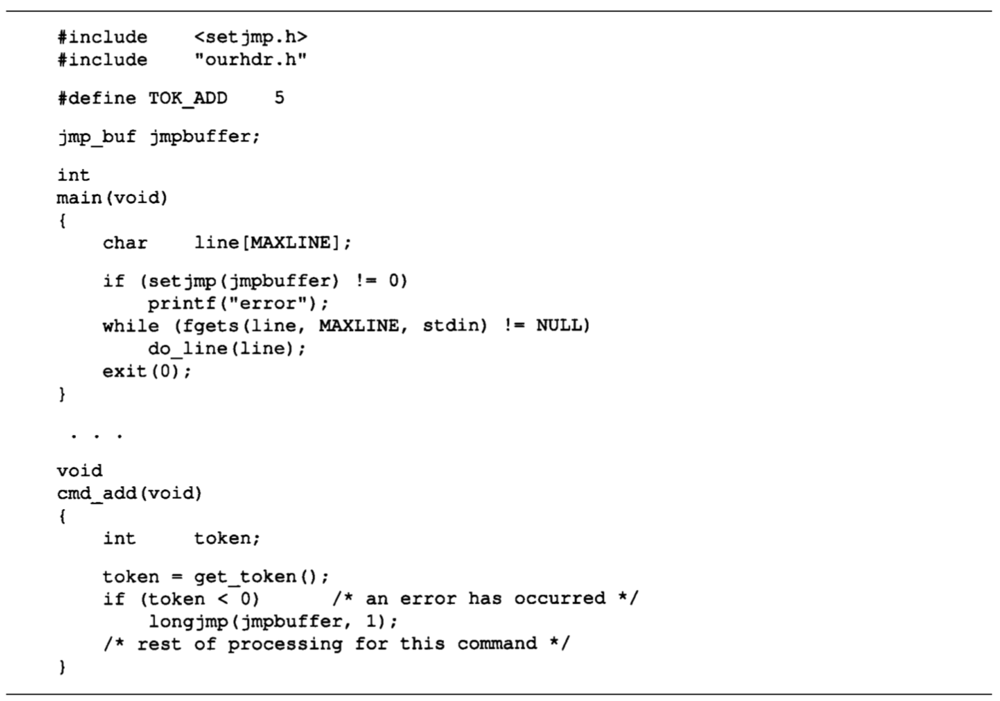 #include    <setjmp.h>
#include    "ourhdr.h"
#define TOK_ADD    5
jmp_buf jmpbuffer;
int
main(void)
{
    char    line[MAXLINE];
    if (setjmp(jmpbuffer) != 0)
        printf("error");
    while (fgets(line, MAXLINE, stdin) != NULL)
        do_line(line);
    exit(0);
}
. . .
void
cmd_add(void)
{
    int     token;
    token = get_token();
    if (token < 0)      /* an error has occurred */
        longjmp(jmpbuffer, 1);
    /* rest of processing for this command */
}